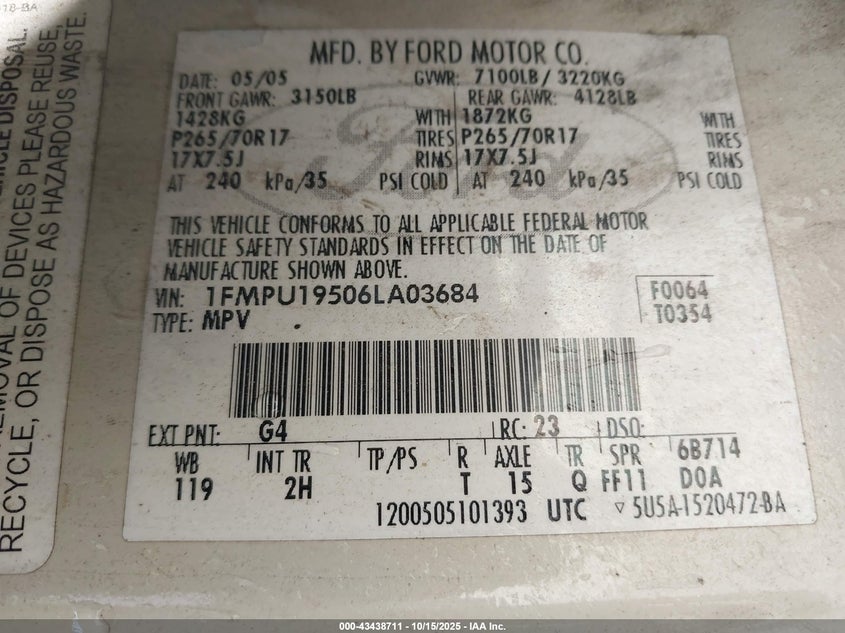 18-BA
VEHICLE DISPOSAL.
REMOVAL OF DEVICES PLEASE REUSE,
RECYCLE, OR DISPOSE AS HAZARDOUS WASTE.
MFD. BY FORD MOTOR CO.
DATE: 05/05 GVWR: 7100LB/ 3220KG
FRONT GAWR: 3150LB REAR GAWR: 4128LB
1428KG WITH 1872KG WITH
P265/70R17 TIRES P265/70R17 TIRES
17X7.5J RIMS 17X7.5J RIMS
AT 240 kPa/35 PSI COLD AT 240 kPa/35 PSI COLD
Ford
THIS VEHICLE CONFORMS TO ALL APPLICABLE FEDERAL MOTOR
VEHICLE SAFETY STANDARDS IN EFFECT ON THE DATE OF
MANUFACTURE SHOWN ABOVE.
VIN: 1FMPU19506LA03684 F0064
TYPE: MPV T0354
EXT PNT: G4 RC: 23 DSO:
WB INT TR TP/PS R AXLE TR SPR 6B714
119 2H T 15 Q FF11 DOA
1200505101393 UTC ▽5U5A-1520472-BA
000-43438711 - 10/15/2025 - IAA Inc.